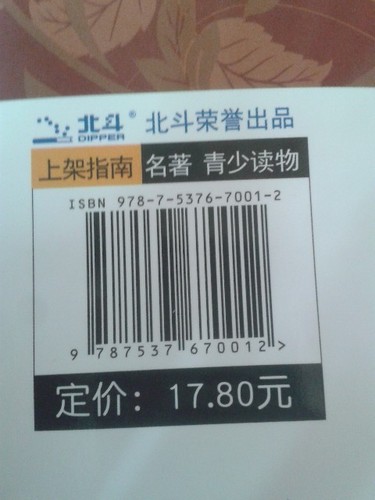 北斗® 北斗荣誉出品
DIPPER
上架指南 名著 青少读物
ISBN 978-7-5376-7001-2
9 787537 670012 >
定价：17.80元